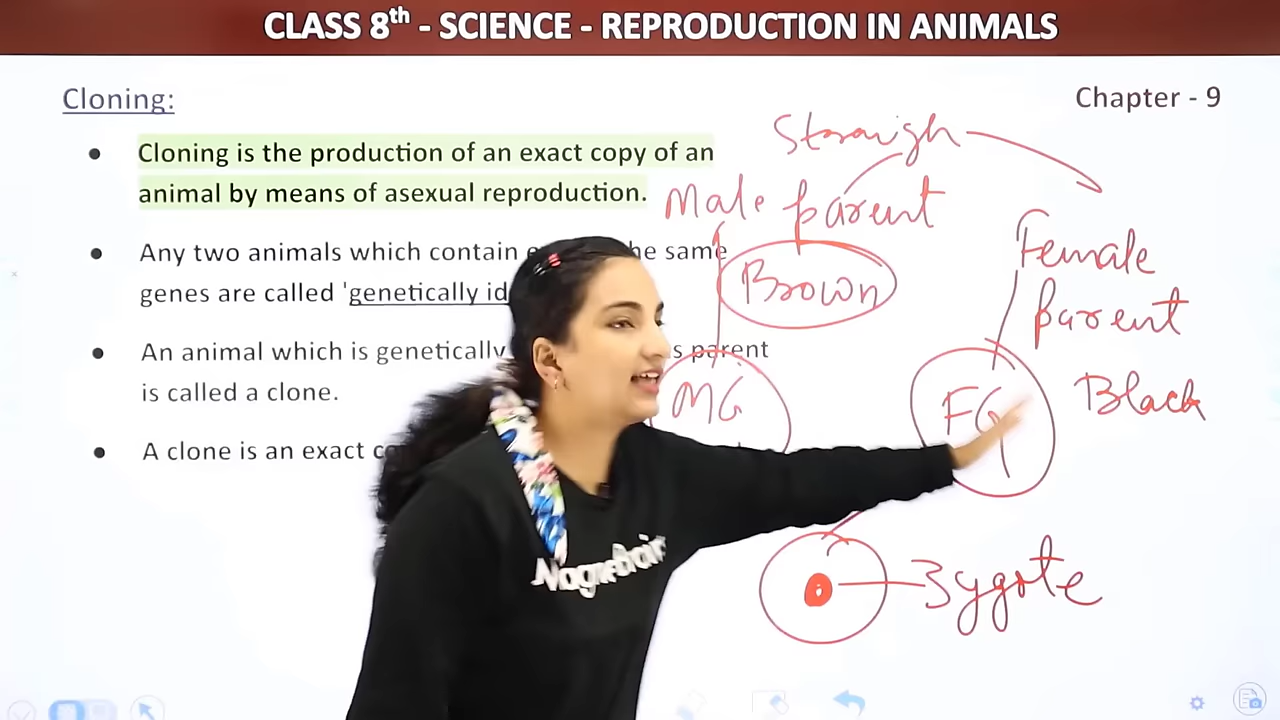 CLASS 8th - SCIENCE - REPRODUCTION IN ANIMALS
Cloning:
Chapter - 9
Cloning is the production of an exact copy of an
animal by means of asexual reproduction.
Any two animals which contain he same
genes are called 'genetically id
An animal which is genetically s parent
is called a clone.
A clone is an exact
Male parent
Brown
Female
parent
Black
MG
FG
Zygote
MagnetBrains